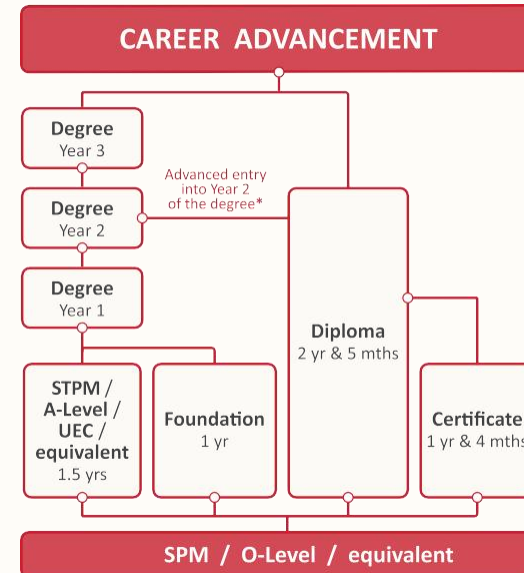 CAREER ADVANCEMENT
Degree
Year 3
Advanced entry
into Year 2
of the degree*
Degree
Year 2
Degree
Year 1
Diploma
2 yr & 5 mths
STPM /
A-Level /
UEC /
equivalent
1.5 yrs
Foundation
1 yr
Certificate
1 yr & 4 mths
SPM / O-Level / equivalent